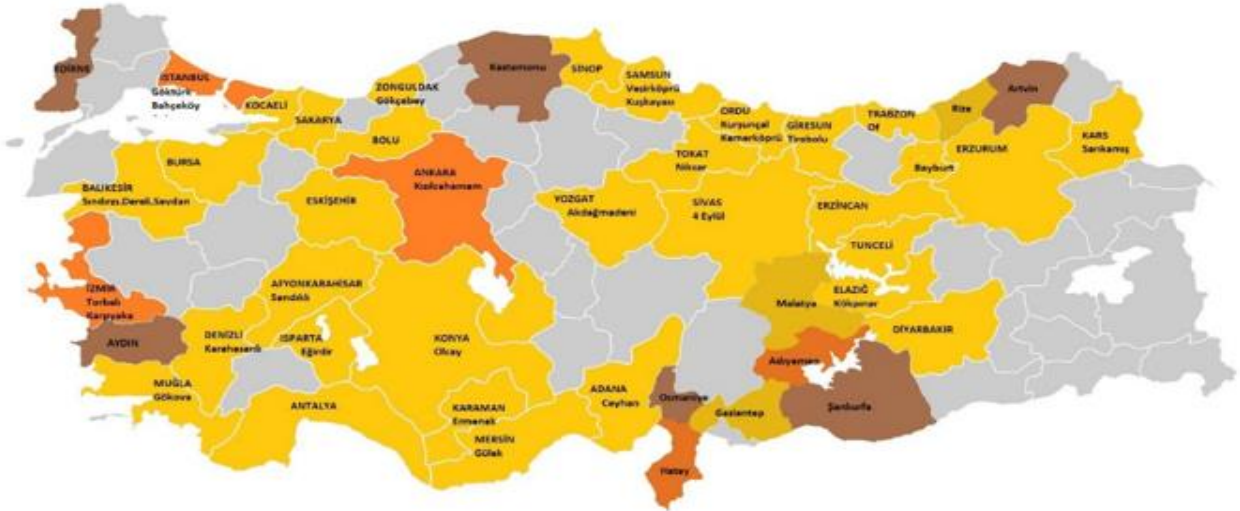 EDİRNE
İSTANBUL
Göktürk
Bahçeköy
KOCAELİ
SAKARYA
ZONGULDAK
Gökçebey
BOLU
Kastamonu
SİNOP
SAMSUN
Vezirköprü
Kuşkayası
ORDU
Kurşunçal
Kemerköprü
GİRESUN
Tirebolu
TRABZON
Of
Rize
Artvin
KARS
Sarıkamış
ERZURUM
Bayburt
BURSA
BALIKESİR
ESKİŞEHİR
ANKARA
Kızılcahamam
TOKAT
Niksar
YOZGAT
Akdağmadeni
SİVAS
4 Eylül
ERZİNCAN
TUNCELİ
İZMİR
Torbalı
Karşıyaka
AFYONKARAHİSAR
Sandıklı
Malatya
ELAZIĞ
Kökpınar
DİYARBAKIR
AYDIN
DENİZLİ
Karahasanlı
ISPARTA
Eğirdir
KONYA
Olcay
Adıyaman
MUĞLA
Gökova
ANTALYA
KARAMAN
Ermenek
MERSİN
Gülek
ADANA
Ceyhan
Osmaniye
Gaziantep
Şanlıurfa
Hatay